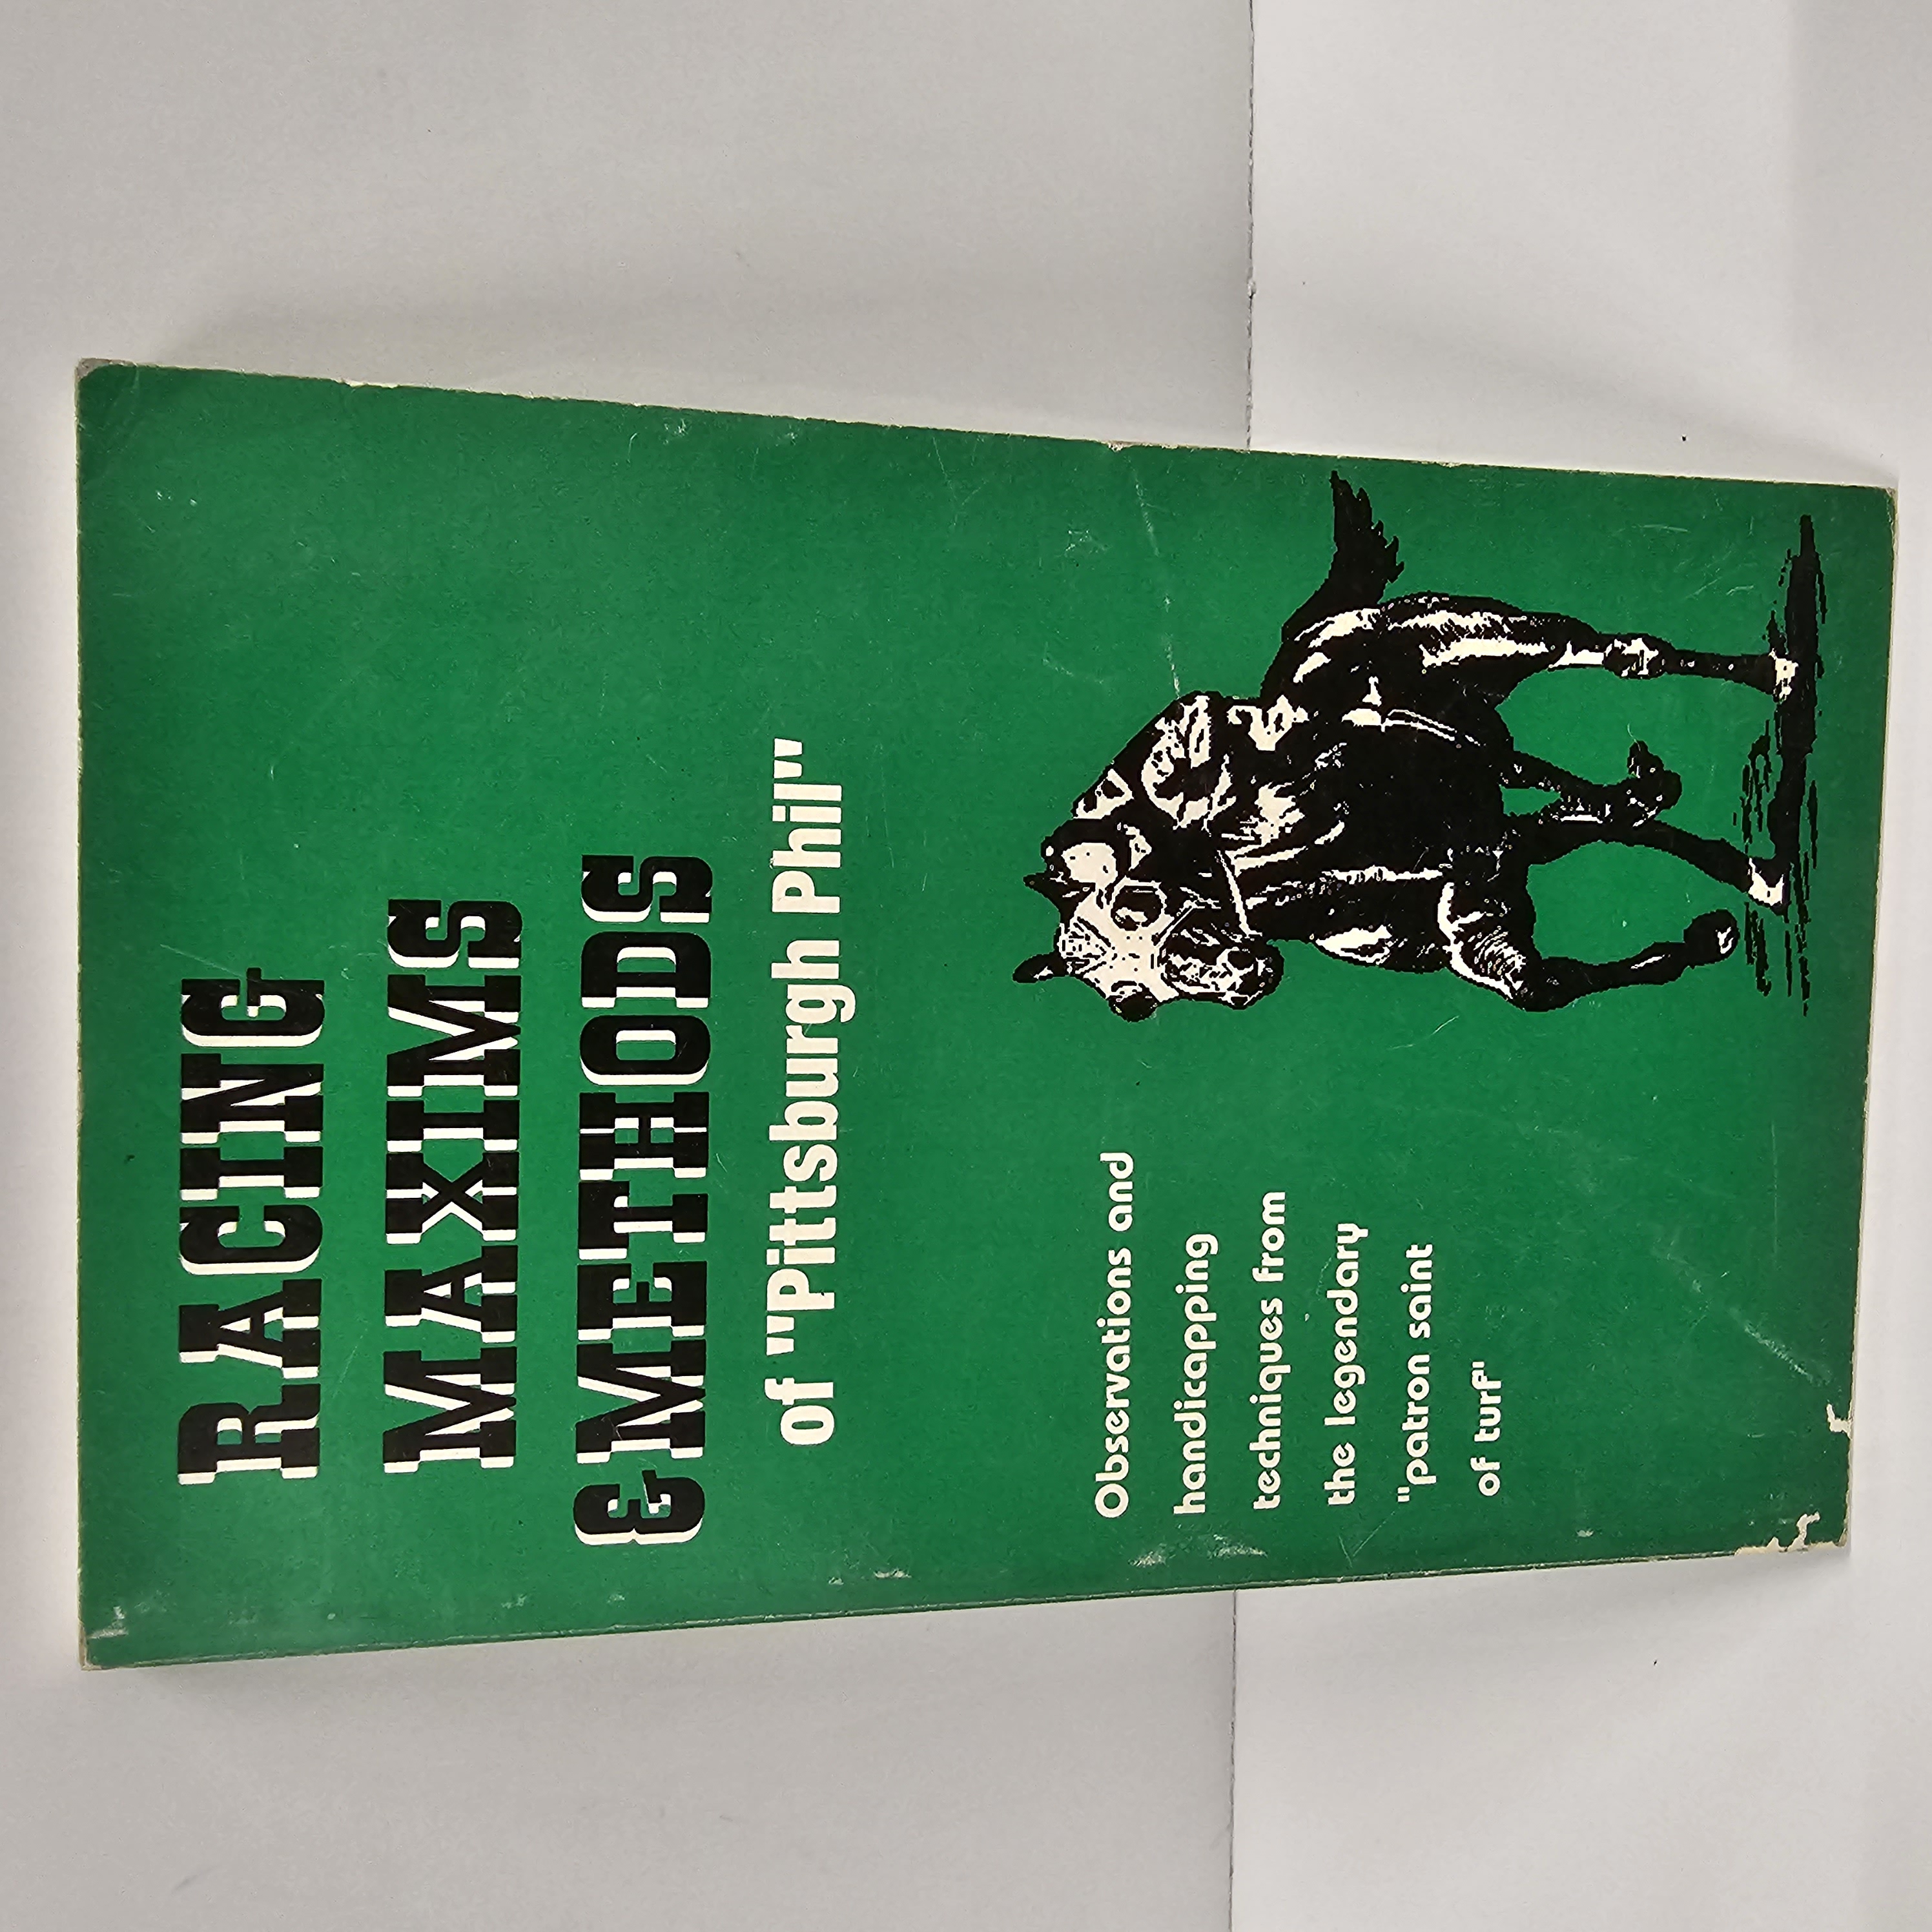 RACING
MAXIMS
& METHODS
of "Pittsburgh Phil"
Observations and
handicapping
techniques from
the legendary
"patron saint
of turf'